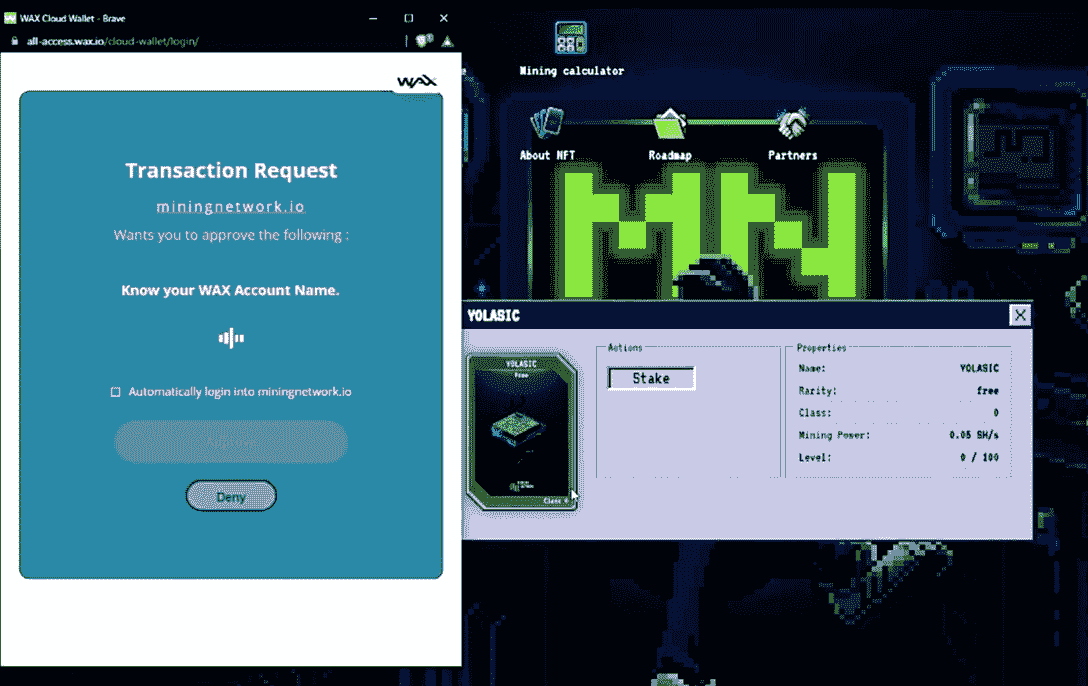 WAX Cloud Wallet - Brave
all-access.wax.io/cloud-wallet/login/
WAX
Transaction Request
miningnetwork.io
Wants you to approve the following :
Know your WAX Account Name.
Automatically login into miningnetwork.io
Deny
Mining calculator
About NFT
Roadmap
Partners
MN
YOLASIC
YOLASIC
Free
Class 0
Actions
Stake
Properties
Name: YOLASIC
Rarity: free
Class: 0
Mining Power: 0.05 SH/s
Level: 0 / 100